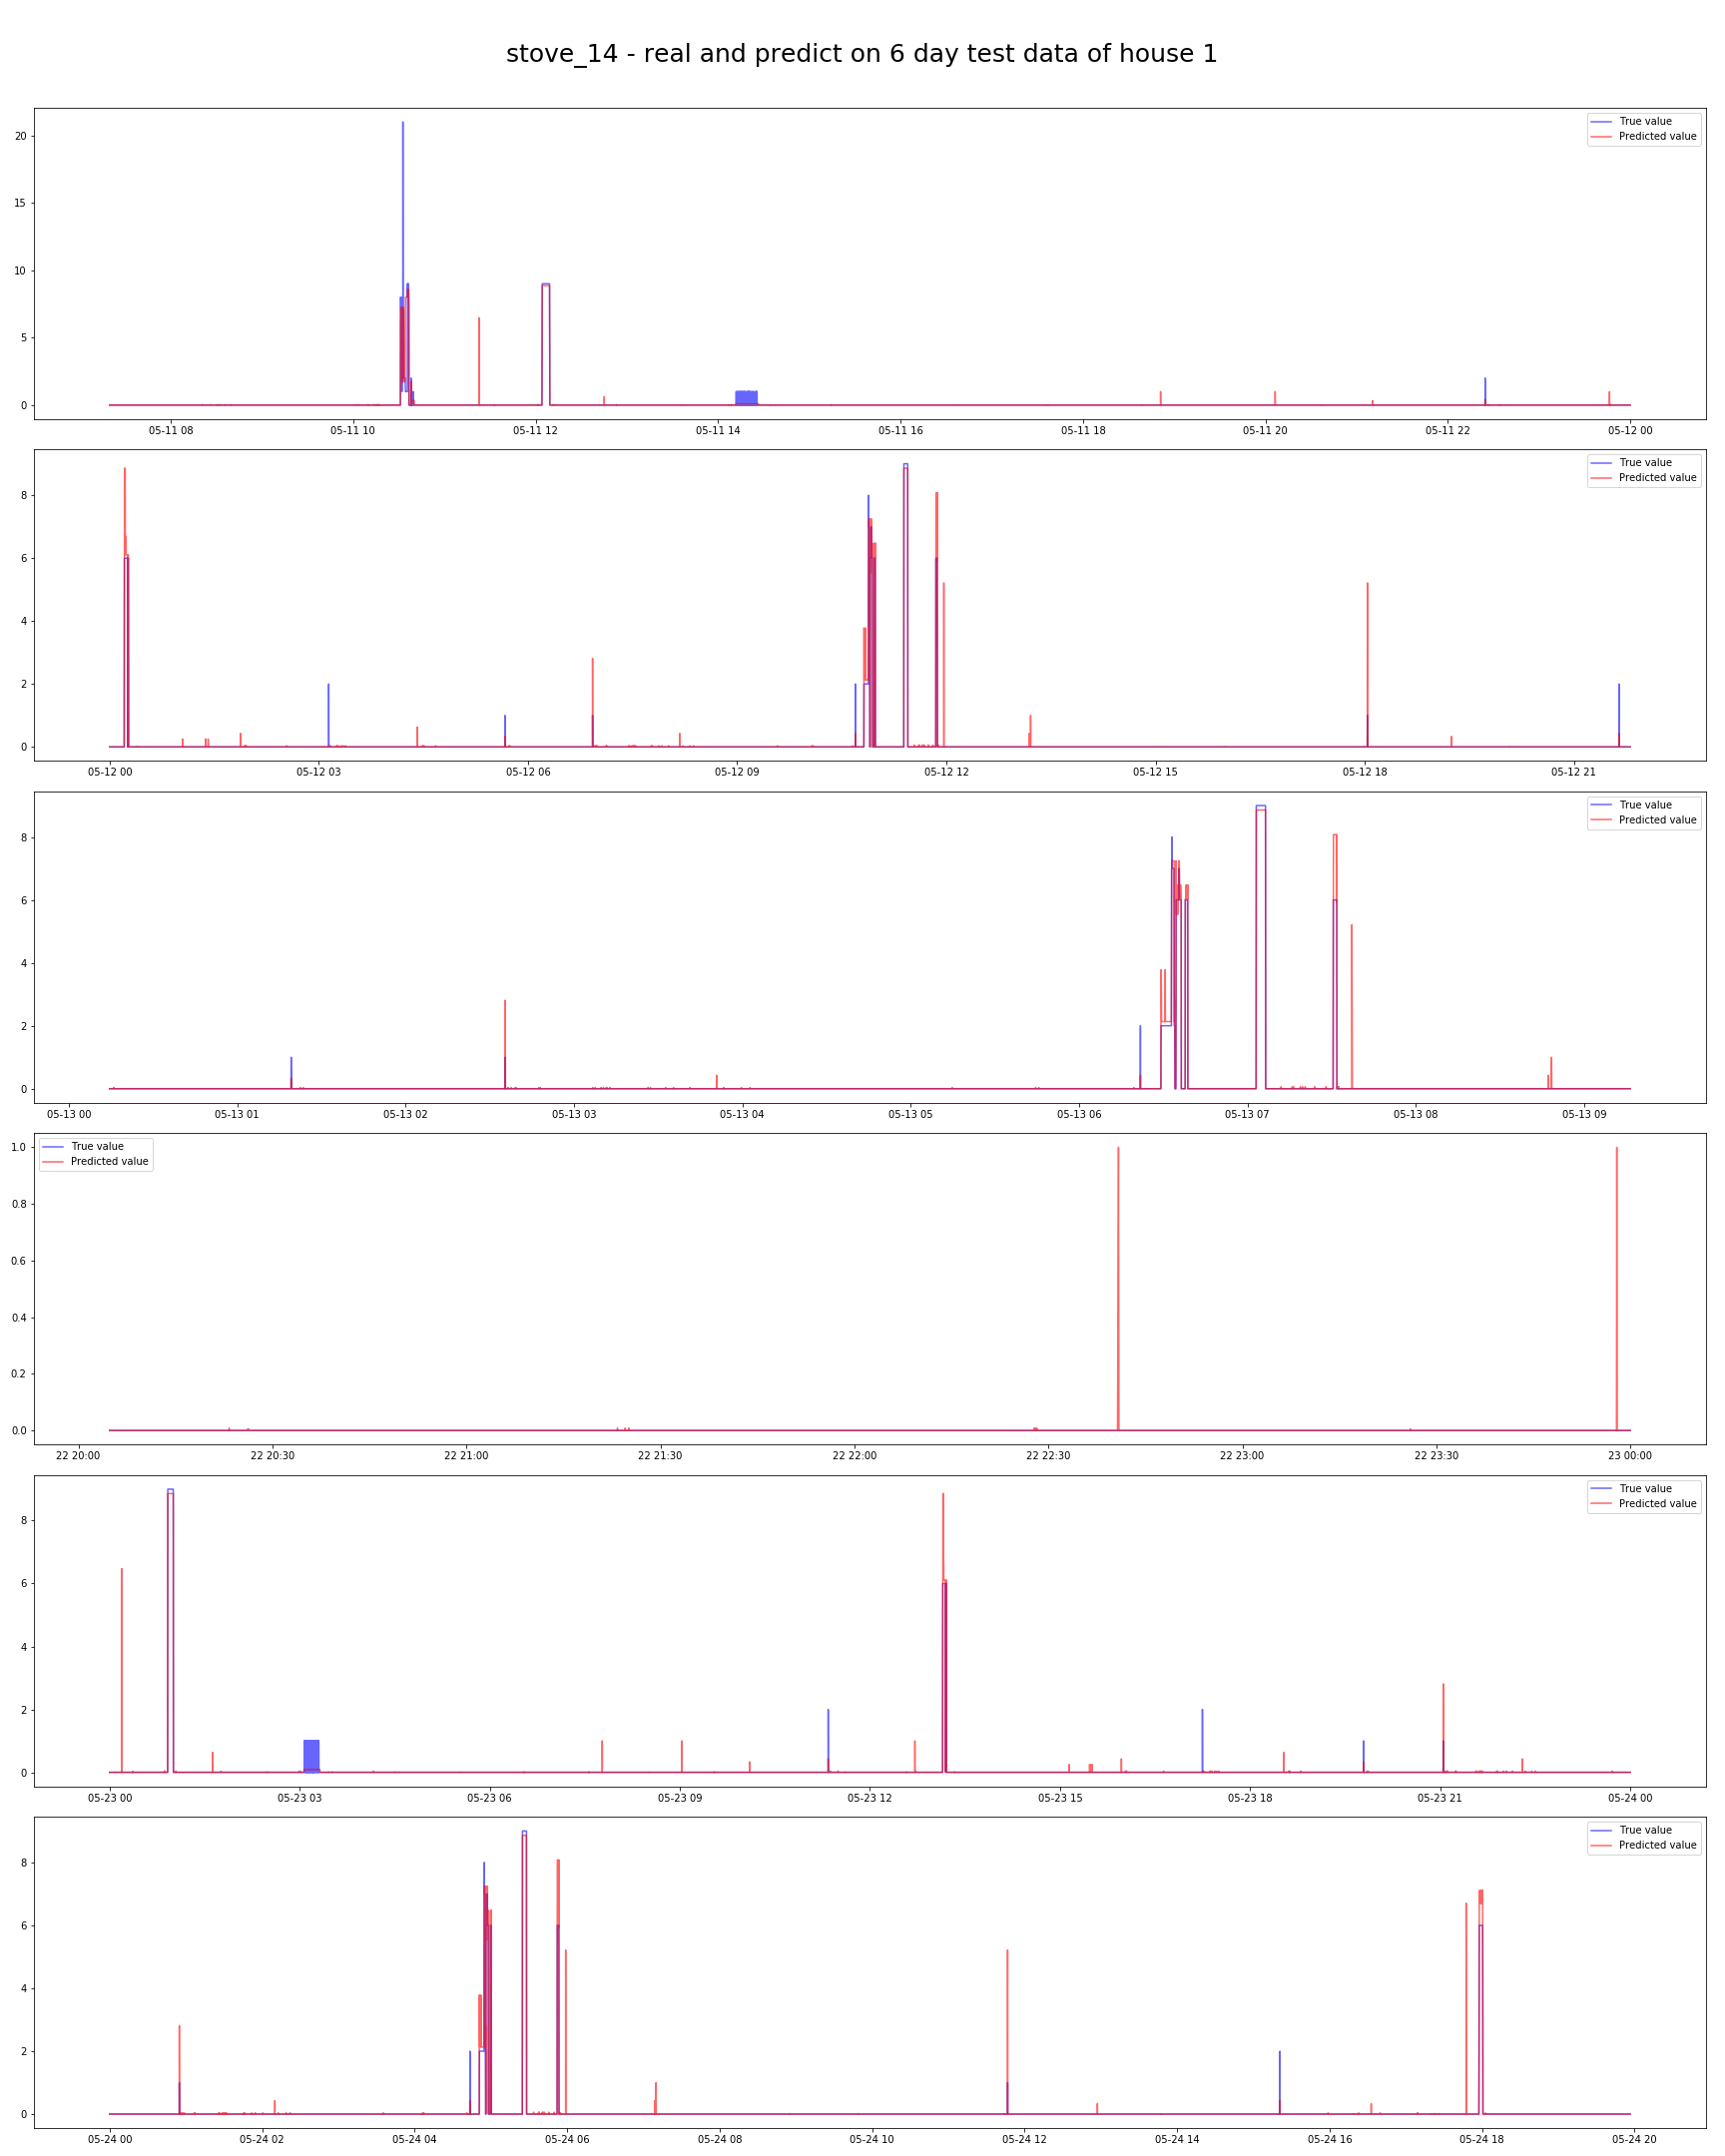 stove_14 - real and predict on 6 day test data of house 1
True value
Predicted value
20
15
10
5
0
05-11 08 05-11 10 05-11 12 05-11 14 05-11 16 05-11 18 05-11 20 05-11 22 05-12 00
True value
Predicted value
8
6
4
2
0
05-12 00 05-12 03 05-12 06 05-12 09 05-12 12 05-12 15 05-12 18 05-12 21
True value
Predicted value
8
6
4
2
0
05-13 00 05-13 01 05-13 02 05-13 03 05-13 04 05-13 05 05-13 06 05-13 07 05-13 08 05-13 09
True value
Predicted value
1.0
0.8
0.6
0.4
0.2
0.0
22 20:00 22 20:30 22 21:00 22 21:30 22 22:00 22 22:30 22 23:00 22 23:30 23 00:00
True value
Predicted value
8
6
4
2
0
05-23 00 05-23 03 05-23 06 05-23 09 05-23 12 05-23 15 05-23 18 05-23 21 05-24 00
True value
Predicted value
8
6
4
2
0
05-24 00 05-24 02 05-24 04 05-24 06 05-24 08 05-24 10 05-24 12 05-24 14 05-24 16 05-24 18 05-24 20